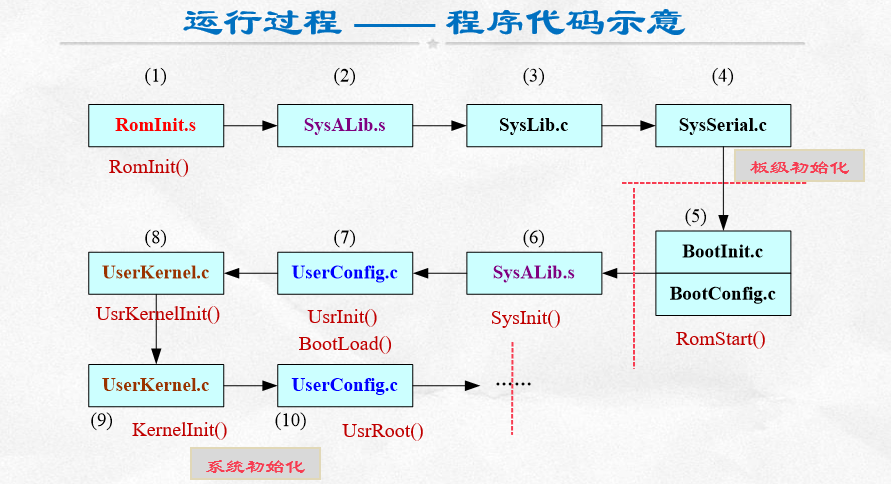 运行过程 —— 程序代码示意
(1)
(2)
(3)
(4)
RomInit.s
SysALib.s
SysLib.c
SysSerial.c
RomInit()
板级初始化
(5)
(8)
(7)
(6)
BootInit.c
UserKernel.c
UserConfig.c
SysALib.s
BootConfig.c
UsrKernelInit()
UsrInit()
SysInit()
BootLoad()
RomStart()
UserKernel.c
UserConfig.c
……
(9)
KernelInit()
(10)
UsrRoot()
系统初始化